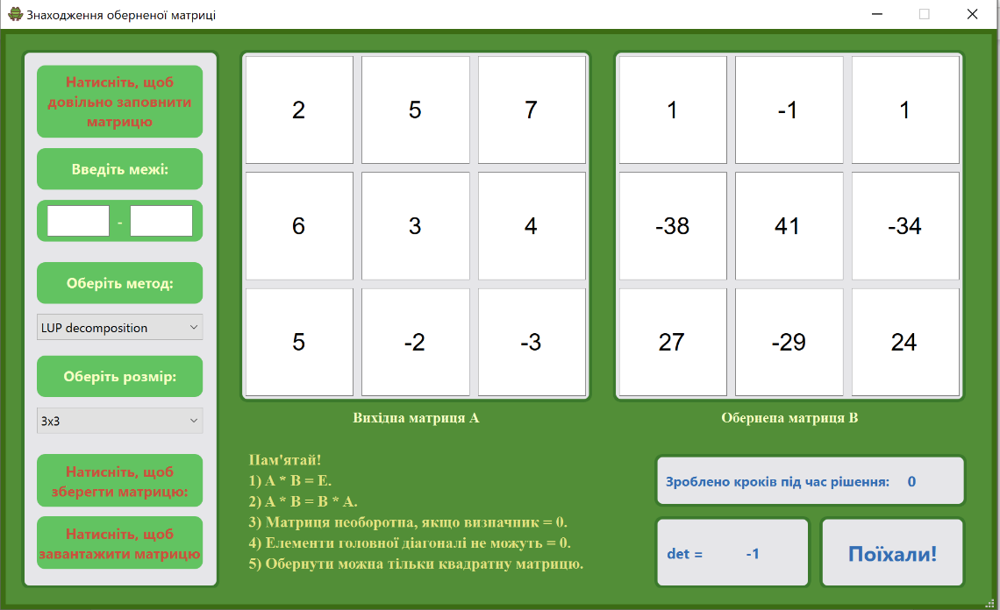 Знаходження оберненої матриці
Натисніть, щоб
довільно заповнити
матрицю
Введіть межі:
-
Оберіть метод:
LUP decomposition
Оберіть розмір:
3x3
Натисніть, щоб
зберегти матрицю:
Натисніть, щоб
завантажити матрицю
2 5 7
6 3 4
5 -2 -3
Вихідна матриця А
1 -1 1
-38 41 -34
27 -29 24
Обернена матриця В
Пам'ятай!
1) A * B = E.
2) A * B = B * A.
3) Матриця необоротна, якщо визначник = 0.
4) Елементи головної діагоналі не можуть = 0.
5) Обернути можна тільки квадратну матрицю.
Зроблено кроків під час рішення: 0
det = -1
Поїхали!